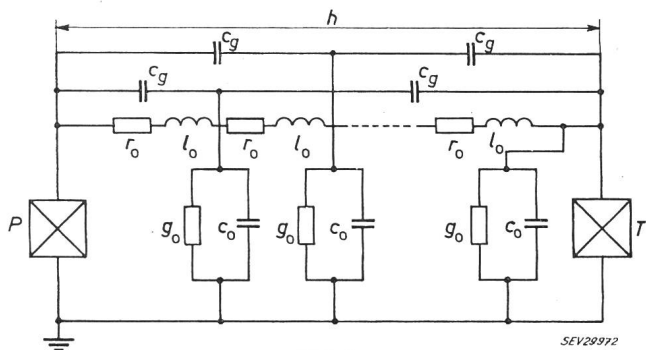 h
c_g c_g
c_g c_g
r_o l_o r_o l_o r_o l_o
P g_o c_o g_o c_o g_o c_o T
SEV29972